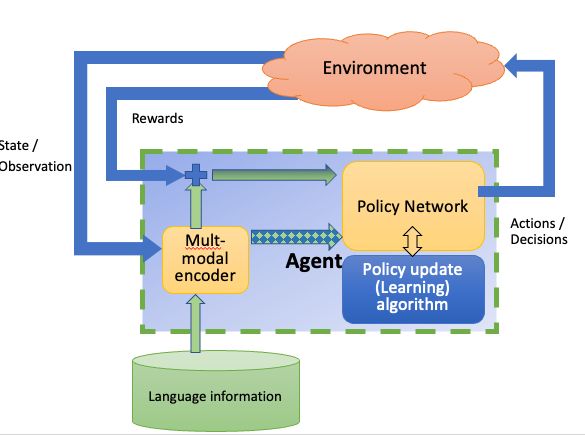 Environment
Rewards
State /
Observation
Policy Network
Actions /
Decisions
Mult-
modal
encoder
Agent
Policy update
(Learning)
algorithm
Language information